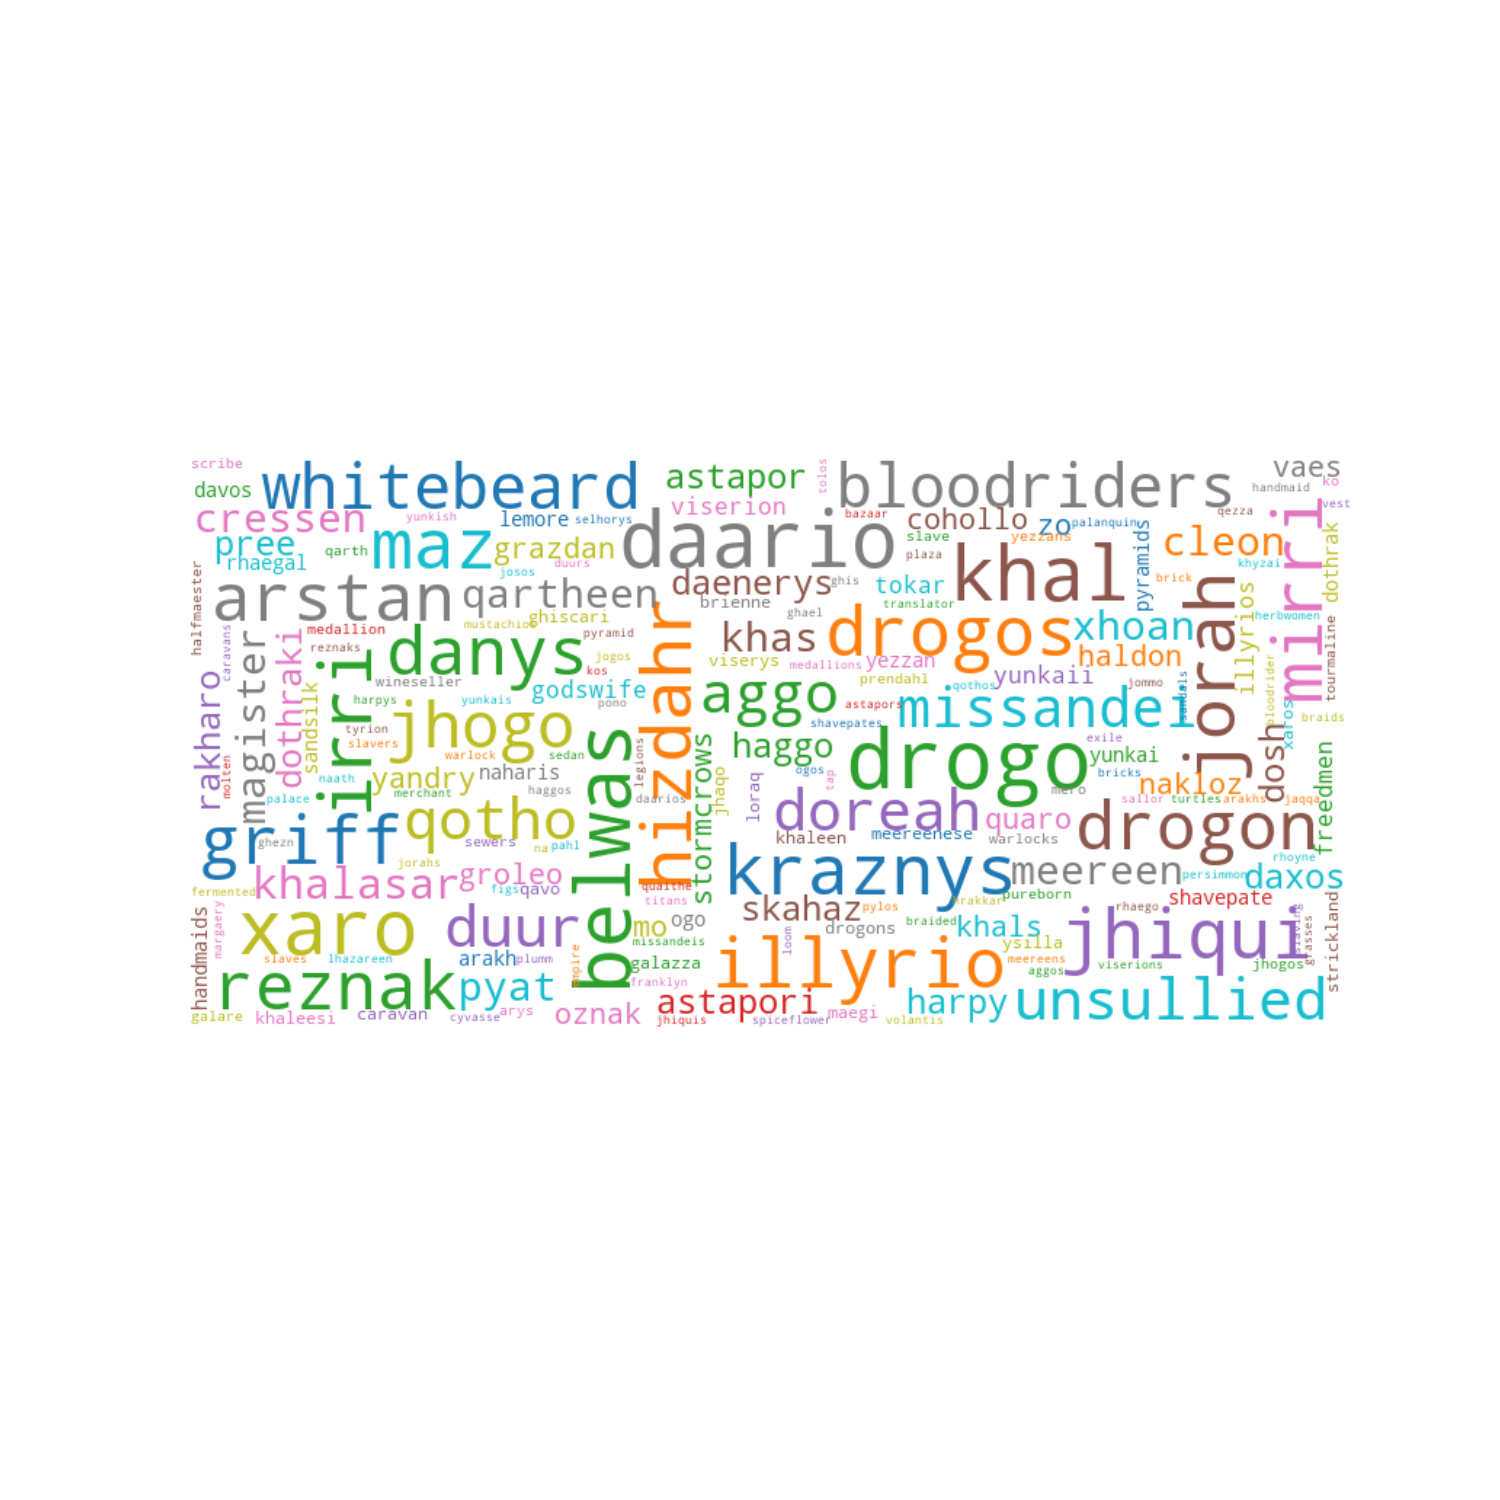 scribe
whitebeard
astapor
tolos
bloodriders
vaes
ko
davos
viserion
handmaid
vest
cressen
yunkish
lemore
selhorys
bazaar
cohollo
zo
palanquin
qezza
mirri
pree
qarth
maz
grazdan
daario
slave
yezzans
pyramids
cleon
dothrak
rhaegal
josos
duurs
plaza
khal
khyzai
halfmaester
arstan
qartheen
daenerys
ghis
tokar
brick
jorah
illyrios
brienne
ghael
translator
herbwomen
caravans
magister
dothraki
medallion
mustachios
ghiscari
pyramid
hizdahr
khas
drogos
xhoan
tourmaline
reznaks
irri
danys
jogos
viserys
medallions
yezzan
haldon
bloodrider
rakharo
sandsilk
wineseller
kos
godswife
prendahl
qothos
yunkaii
jommo
sandals
harpys
jhogo
yunkais
pono
aggo
astapors
missandei
xaros
braids
tyrion
slavers
warlock
sedan
belwas
legions
stormcrows
haggo
shavepates
drogo
exile
yunkai
dosh
freedmen
molten
naath
yandry
naharis
jhaqo
ogos
tap
bricks
palace
merchant
haggos
daarios
loraq
mero
nakloz
sallor
turtles
arakhs
jaqqa
griff
ghezn
qotho
sewers
na
pahl
doreah
khaleen
meereenese
quaro
warlocks
drogon
jorahs
rhoyne
fermented
khalasar
groleo
figs
qavo
quaithe
titans
kraznys
meereen
persimmon
daxos
handmaids
margaery
xaro
duur
mo
ogo
skahaz
pylos
hrakkar
pureborn
rhaego
shavepate
strickland
missandeis
loom
drogons
braided
khals
jhiqui
slaving
grasses
slaves
lhazareen
arakh
plumm
empire
galazza
ysilla
meereens
viserions
jhogos
reznak
pyat
franklyn
illyrio
aggos
galare
khaleesi
caravan
cyvasse
arys
oznak
astapori
jhiquis
spiceflower
maegi
harpy
volantis
unsullied